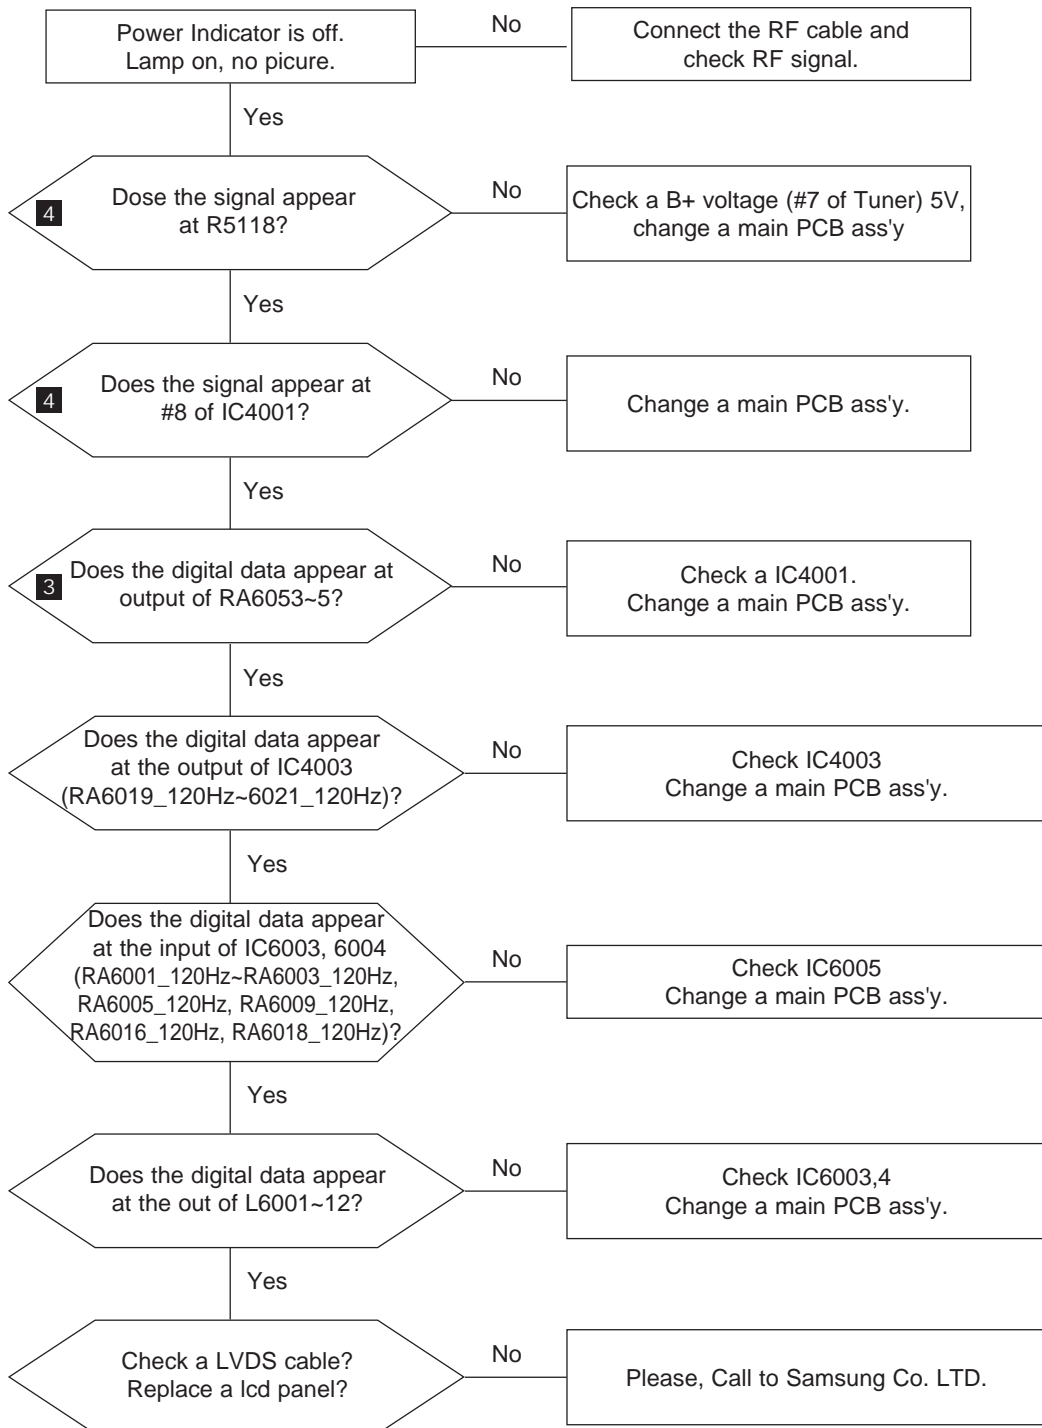 Power Indicator is off.
Lamp on, no picure.
No
Connect the RF cable and
check RF signal.
Yes
4
Dose the signal appear
at R5118?
No
Check a B+ voltage (#7 of Tuner) 5V,
change a main PCB ass'y
Yes
4
Does the signal appear at
#8 of IC4001?
No
Change a main PCB ass'y.
Yes
3
Does the digital data appear at
output of RA6053~5?
No
Check a IC4001.
Change a main PCB ass'y.
Yes
Does the digital data appear
at the output of IC4003
(RA6019_120Hz~6021_120Hz)?
No
Check IC4003
Change a main PCB ass'y.
Yes
Does the digital data appear
at the input of IC6003, 6004
(RA6001_120Hz~RA6003_120Hz,
RA6005_120Hz, RA6009_120Hz,
RA6016_120Hz, RA6018_120Hz)?
No
Check IC6005
Change a main PCB ass'y.
Yes
Does the digital data appear
at the out of L6001~12?
No
Check IC6003,4
Change a main PCB ass'y.
Yes
Check a LVDS cable?
Replace a lcd panel?
No
Please, Call to Samsung Co. LTD.